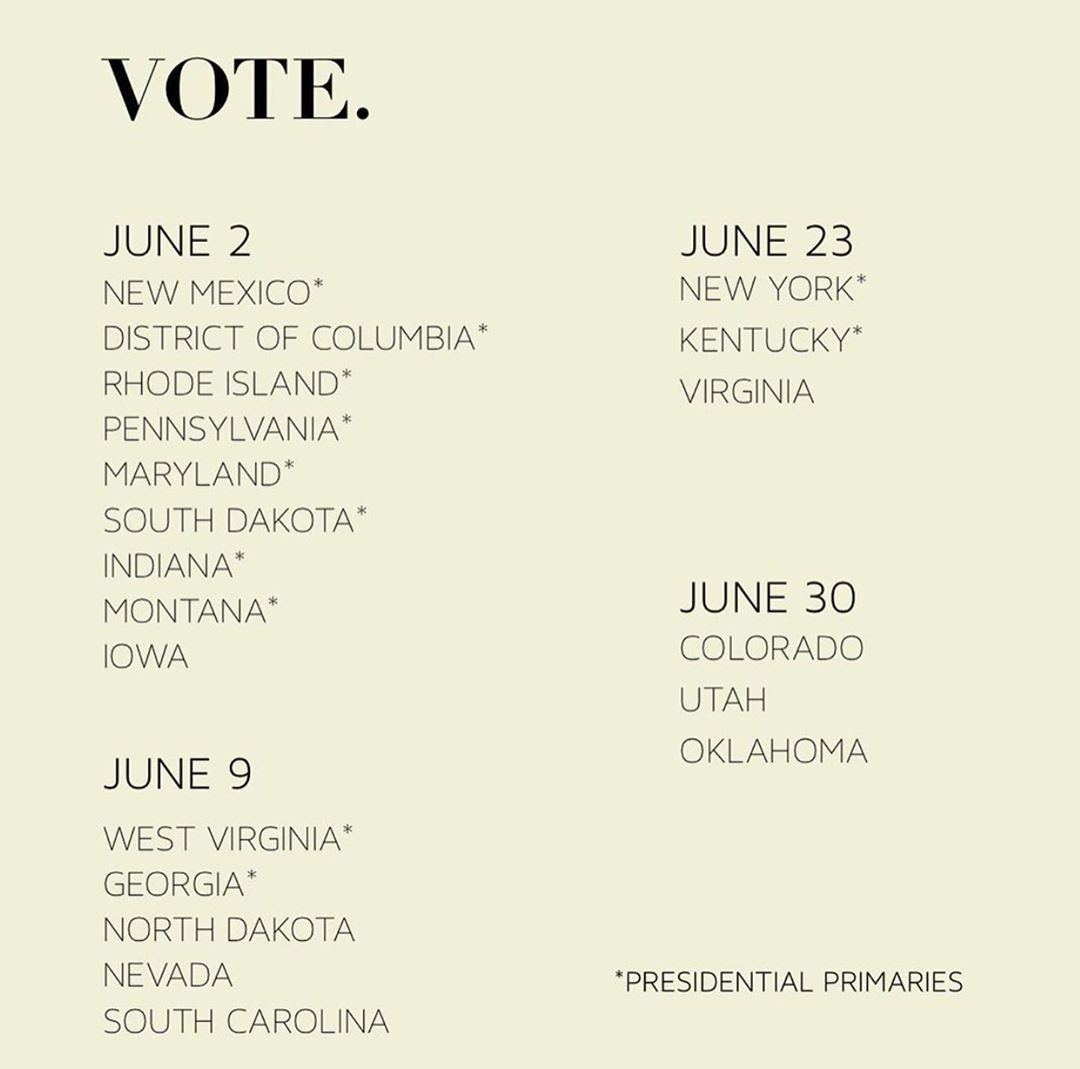 VOTE.
JUNE 2
NEW MEXICO*
DISTRICT OF COLUMBIA*
RHODE ISLAND*
PENNSYLVANIA*
MARYLAND*
SOUTH DAKOTA*
INDIANA*
MONTANA*
IOWA
JUNE 9
WEST VIRGINIA*
GEORGIA*
NORTH DAKOTA
NEVADA
SOUTH CAROLINA
JUNE 23
NEW YORK*
KENTUCKY*
VIRGINIA
JUNE 30
COLORADO
UTAH
OKLAHOMA
*PRESIDENTIAL PRIMARIES